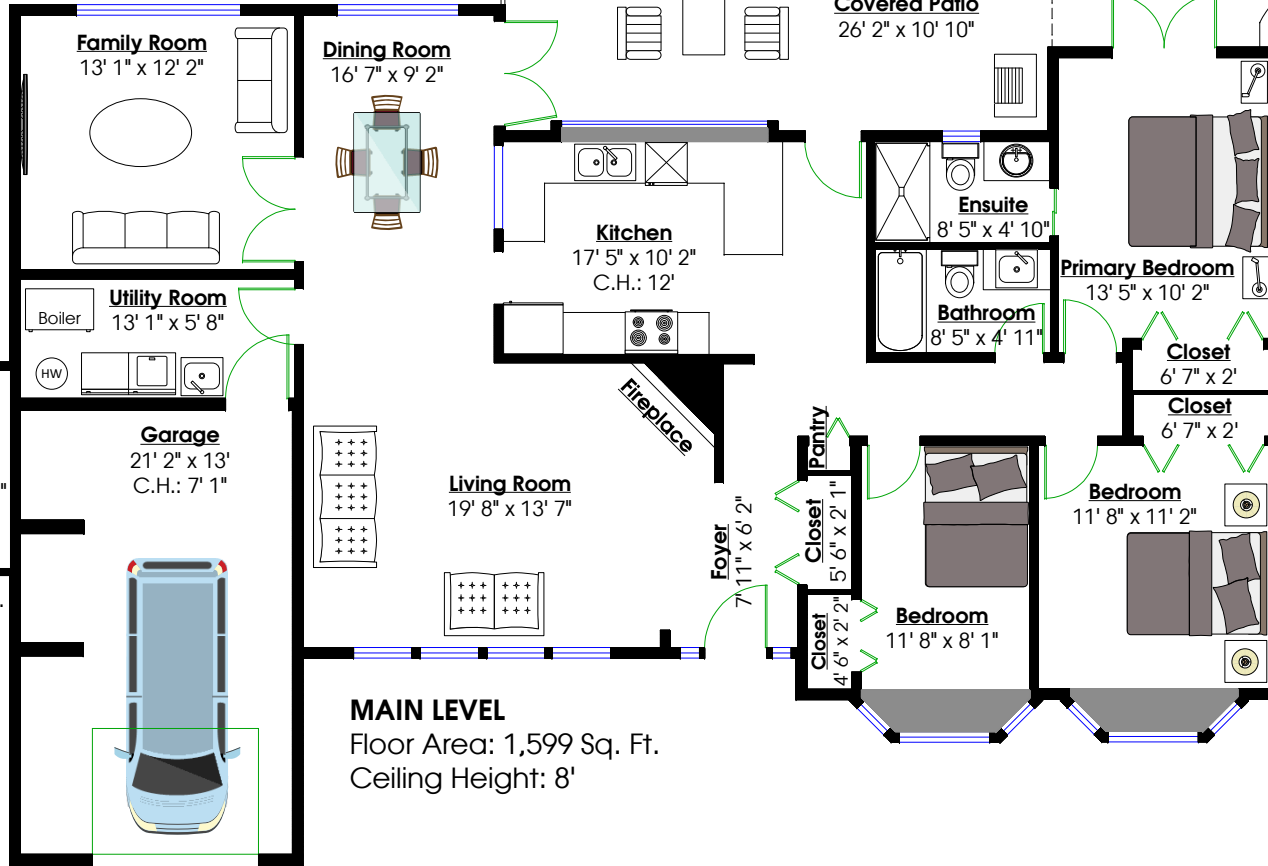 Covered Patio
26' 2" x 10' 10"
Family Room
13' 1" x 12' 2"
Dining Room
16' 7" x 9' 2"
Kitchen
17' 5" x 10' 2"
C.H.: 12'
Ensuite
8' 5" x 4' 10"
Primary Bedroom
13' 5" x 10' 2"
Utility Room
13' 1" x 5' 8"
Boiler
HW
Bathroom
8' 5" x 4' 11"
Closet
6' 7" x 2'
Closet
6' 7" x 2'
Fireplace
Pantry
Garage
21' 2" x 13'
C.H.: 7' 1"
Living Room
19' 8" x 13' 7"
Foyer
7' 11" x 6' 2"
Closet
5' 6" x 2' 1"
Bedroom
11' 8" x 11' 2"
Closet
4' 6" x 2' 2"
Bedroom
11' 8" x 8' 1"
MAIN LEVEL
Floor Area: 1,599 Sq. Ft.
Ceiling Height: 8'